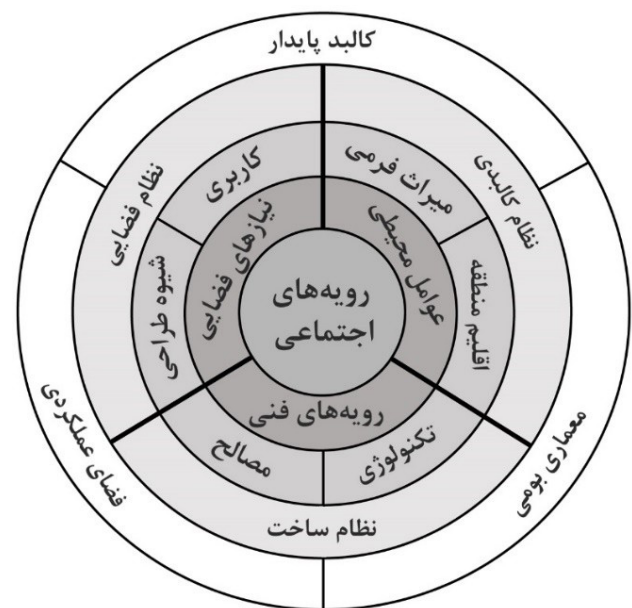 کالبد پایدار
نظام کالبدی
نظام فضایی
میراث فرمی
کاربری
عوامل محیطی
نیازهای فضایی
اقلیم منطقه
شیوه طراحی
رویه‌های
اجتماعی
رویه‌های فنی
تکنولوژی
مصالح
نظام ساخت
معماری بومی
فضای عملکردی